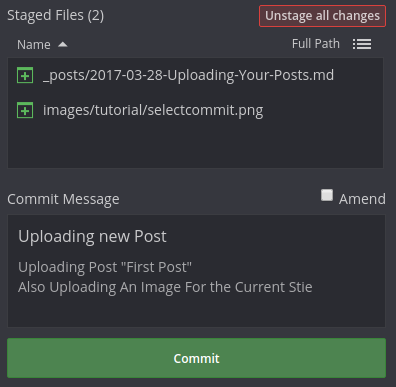 Staged Files (2)
Unstage all changes
Name
Full Path
_posts/2017-03-28-Uploading-Your-Posts.md
images/tutorial/selectcommit.png
Commit Message
Amend
Uploading new Post
Uploading Post "First Post"
Also Uploading An Image For the Current Stie
Commit